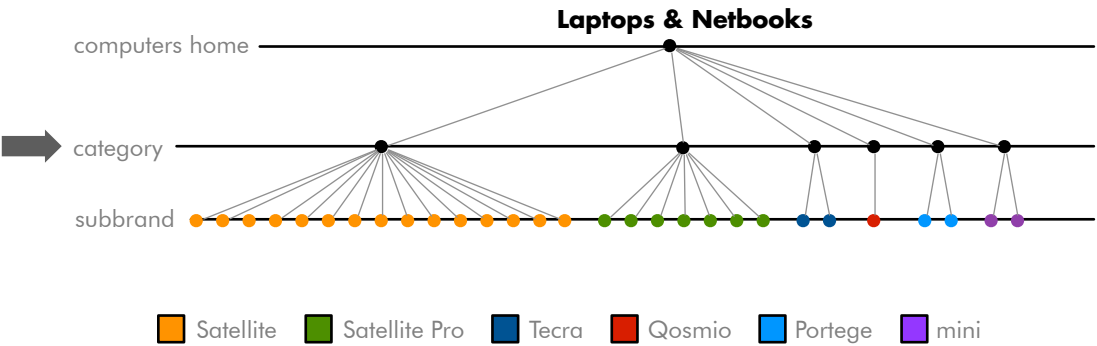 Laptops & Netbooks
computers home
category
subbrand
Satellite
Satellite Pro
Tecra
Qosmio
Portege
mini